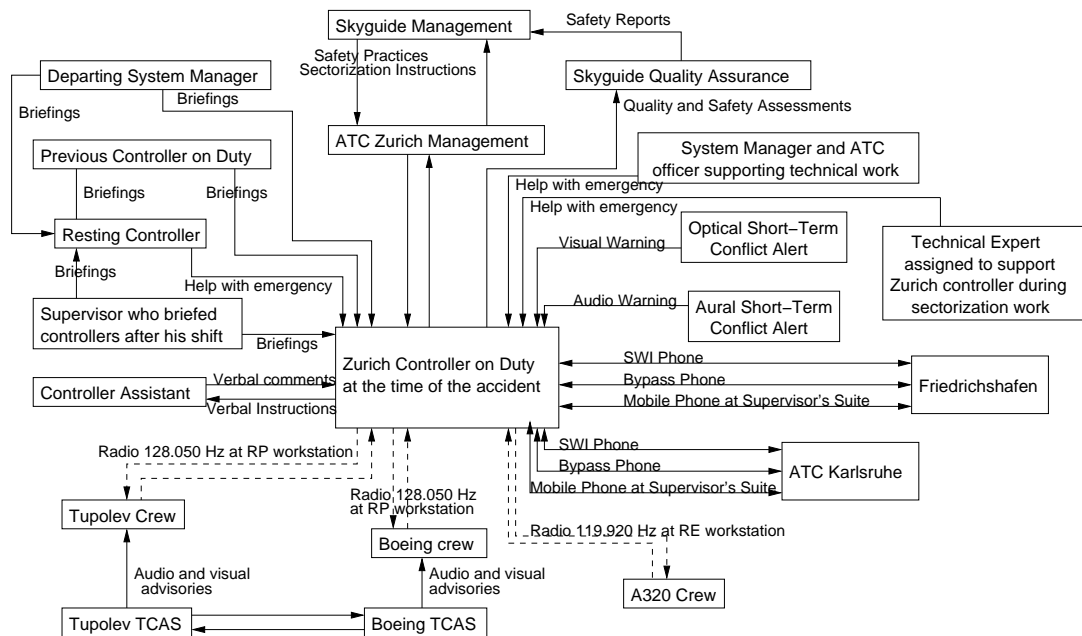 Skyguide Management
Safety Reports
Safety Practices
Sectorization Instructions
Departing System Manager
Briefings
Skyguide Quality Assurance
Briefings
Quality and Safety Assessments
ATC Zurich Management
Previous Controller on Duty
System Manager and ATC
officer supporting technical work
Briefings
Briefings
Help with emergency
Help with emergency
Resting Controller
Visual Warning
Optical Short−Term
Conflict Alert
Technical Expert
assigned to support
Zurich controller during
sectorization work
Briefings
Help with emergency
Supervisor who briefed
controllers after his shift
Briefings
Audio Warning
Aural Short−Term
Conflict Alert
Zurich Controller on Duty
at the time of the accident
SWI Phone
Bypass Phone
Mobile Phone at Supervisor's Suite
Friedrichshafen
Controller Assistant
Verbal comments
Verbal Instructions
SWI Phone
Bypass Phone
Mobile Phone at Supervisor's Suite
ATC Karlsruhe
Radio 128.050 Hz at RP workstation
Radio 128.050 Hz
at RP workstation
Tupolev Crew
Boeing crew
Radio 119.920 Hz at RE workstation
A320 Crew
Audio and visual
advisories
Audio and visual
advisories
Tupolev TCAS
Boeing TCAS